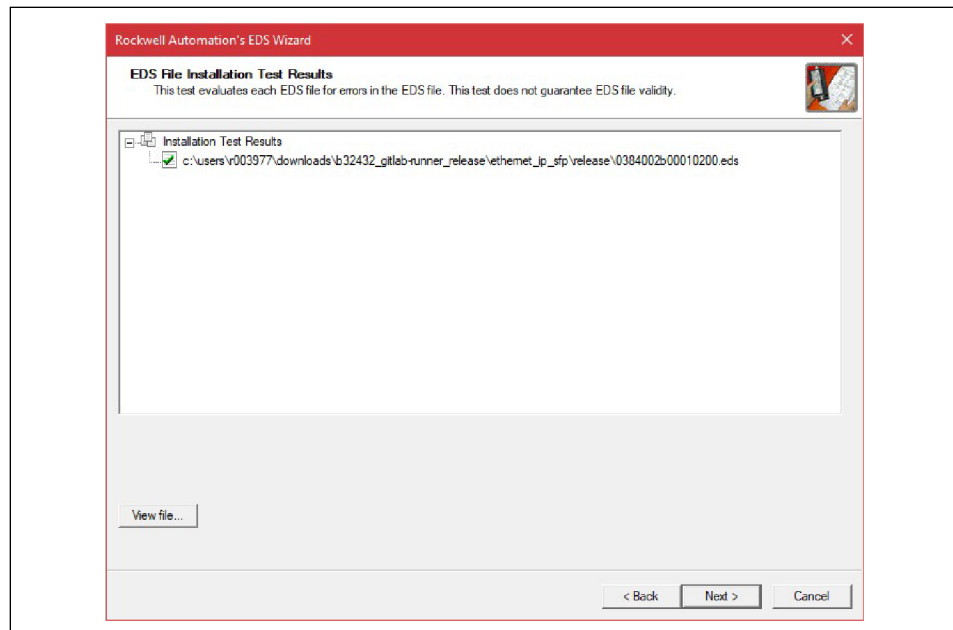 Rockwell Automation's EDS Wizard
EDS File Installation Test Results
This test evaluates each EDS file for errors in the EDS file. This test does not guarantee EDS file validity.
Installation Test Results
c:\users\r003977\downloads\b32432_gitlab-runner_release\ethernet_ip_sfp\release\0384002b00010200.eds
View file...
< Back
Next >
Cancel